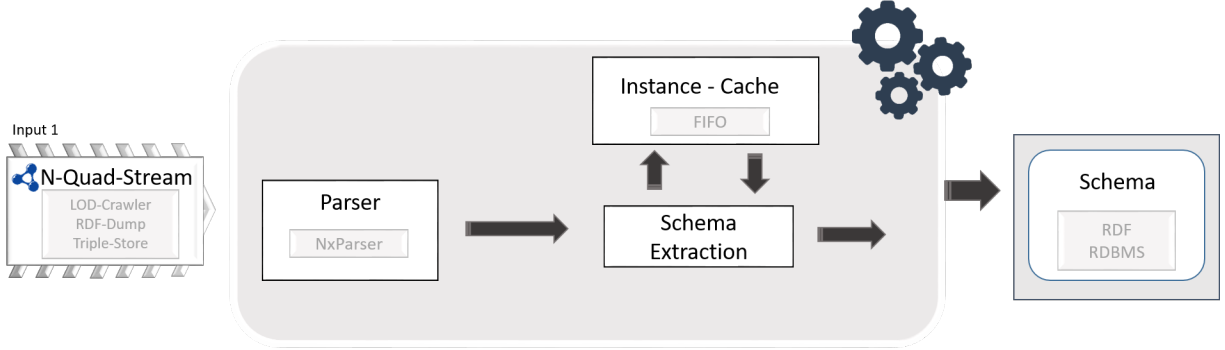 Input 1
N-Quad-Stream
LOD-Crawler
RDF-Dump
Triple-Store
Parser
NxParser
Instance - Cache
FIFO
Schema
Extraction
Schema
RDF
RDBMS